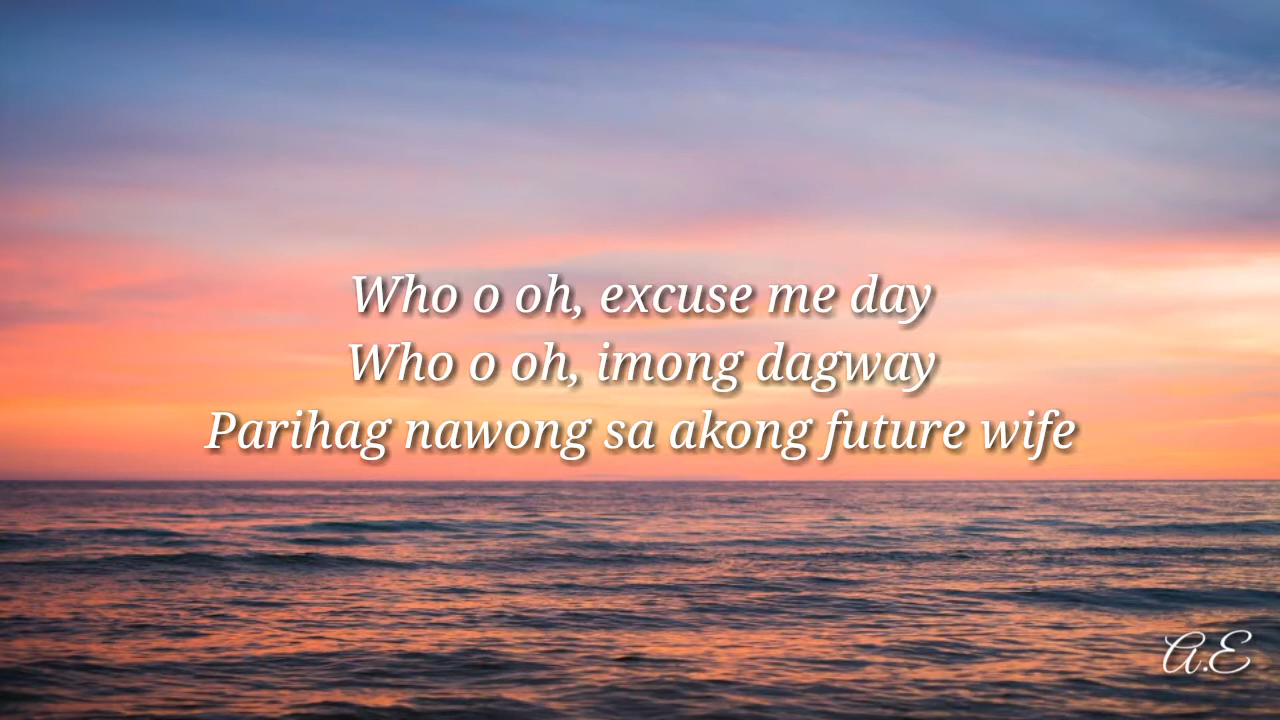 Who o oh, excuse me day
Who o oh, imong dagway
Parihag nawong sa akong future wife
A.E